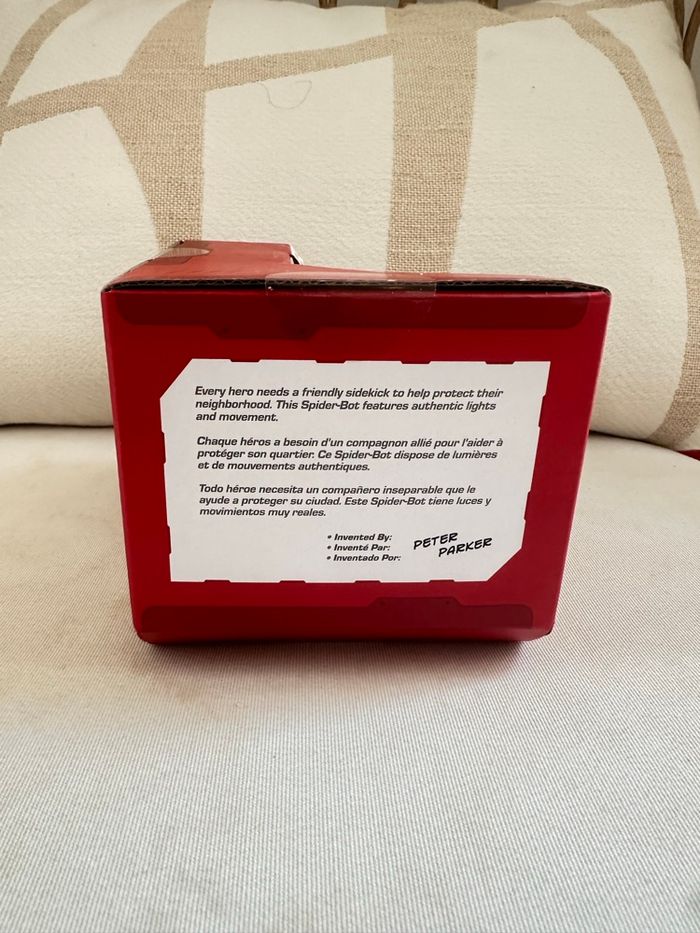 Every hero needs a friendly sidekick to help protect their
neighborhood. This Spider-Bot features authentic lights
and movement.
Chaque héros a besoin d'un compagnon allié pour l'aider à
protéger son quartier. Ce Spider-Bot dispose de lumières
et de mouvements authentiques.
Todo héroe necesita un compañero inseparable que le
ayude a proteger su ciudad. Este Spider-Bot tiene luces y
movimientos muy reales.
• Invented By:
• Inventé Par:
• Inventado Por:
PETER
PARKER